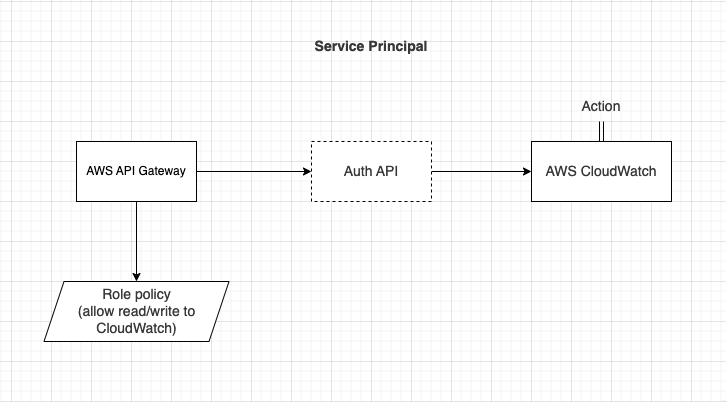 Service Principal
Action
AWS API Gateway
Auth API
AWS CloudWatch
Role policy
(allow read/write to
CloudWatch)